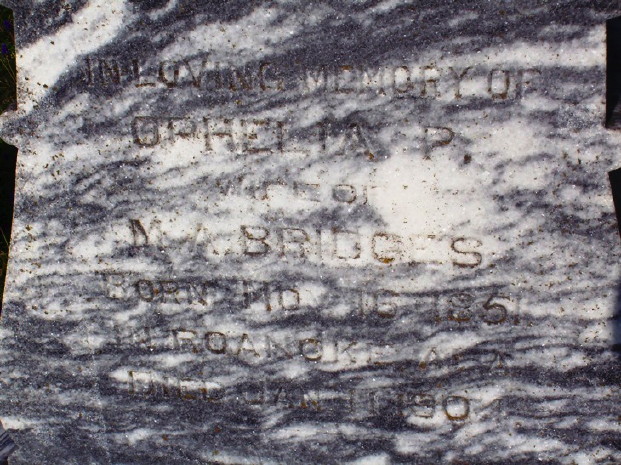 IN LOVING MEMORY OF
OPHELIA P.
WIFE OF
M. A. BRIDGES
BORN 16 1851
IN ROANOKE ALA
DIED JAN